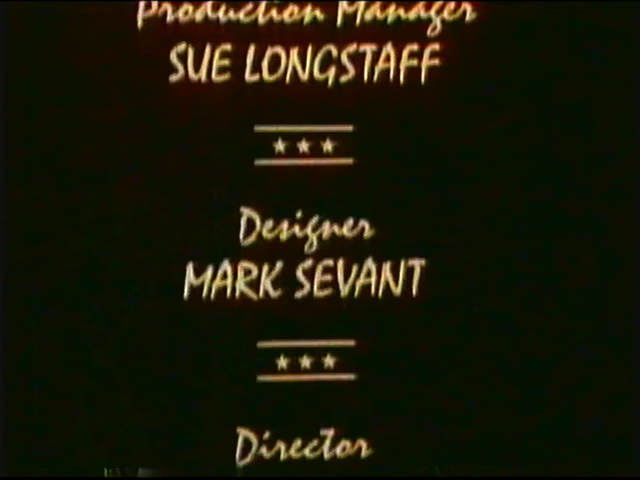 Production Manager
SUE LONGSTAFF
Designer
MARK SEVANT
Director